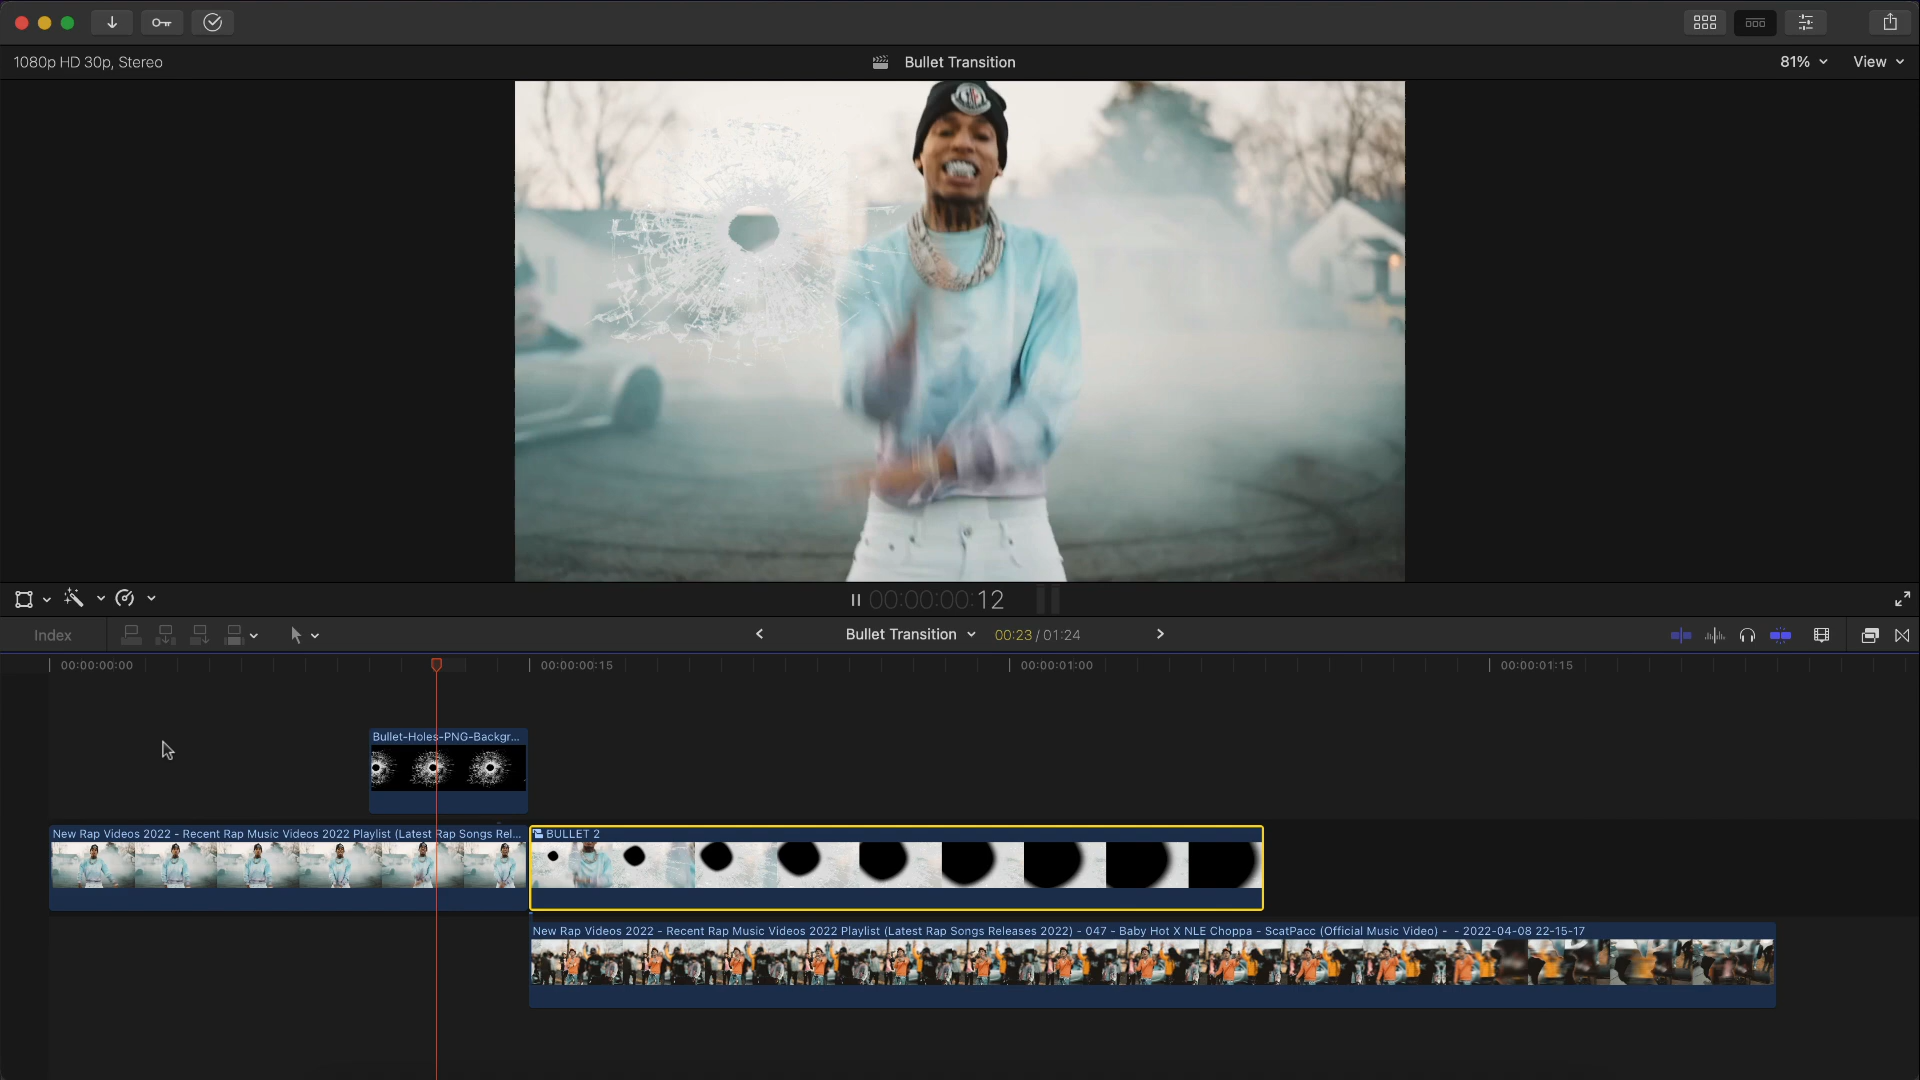 1080p HD 30p, Stereo
Bullet Transition
81%
View
00:00:00:12
Index
Bullet Transition
00:23 / 01:24
00:00:00:00
00:00:00:15
00:00:01:00
00:00:01:15
Bullet-Holes-PNG-Backgr...
New Rap Videos 2022 - Recent Rap Music Videos 2022 Playlist (Latest Rap Songs Rel...
BULLET 2
New Rap Videos 2022 - Recent Rap Music Videos 2022 Playlist (Latest Rap Songs Releases 2022) - 047 - Baby Hot X NLE Choppa - ScatPacc (Official Music Video) - - 2022-04-08 22-15-17